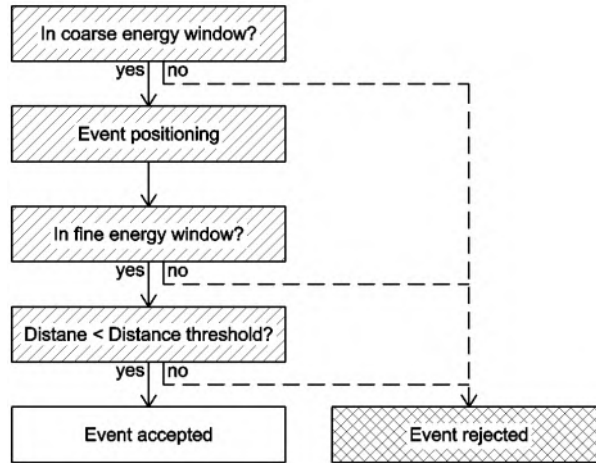 In coarse energy window?
yes no
Event positioning
In fine energy window?
yes no
Distane < Distance threshold?
yes no
Event accepted
Event rejected